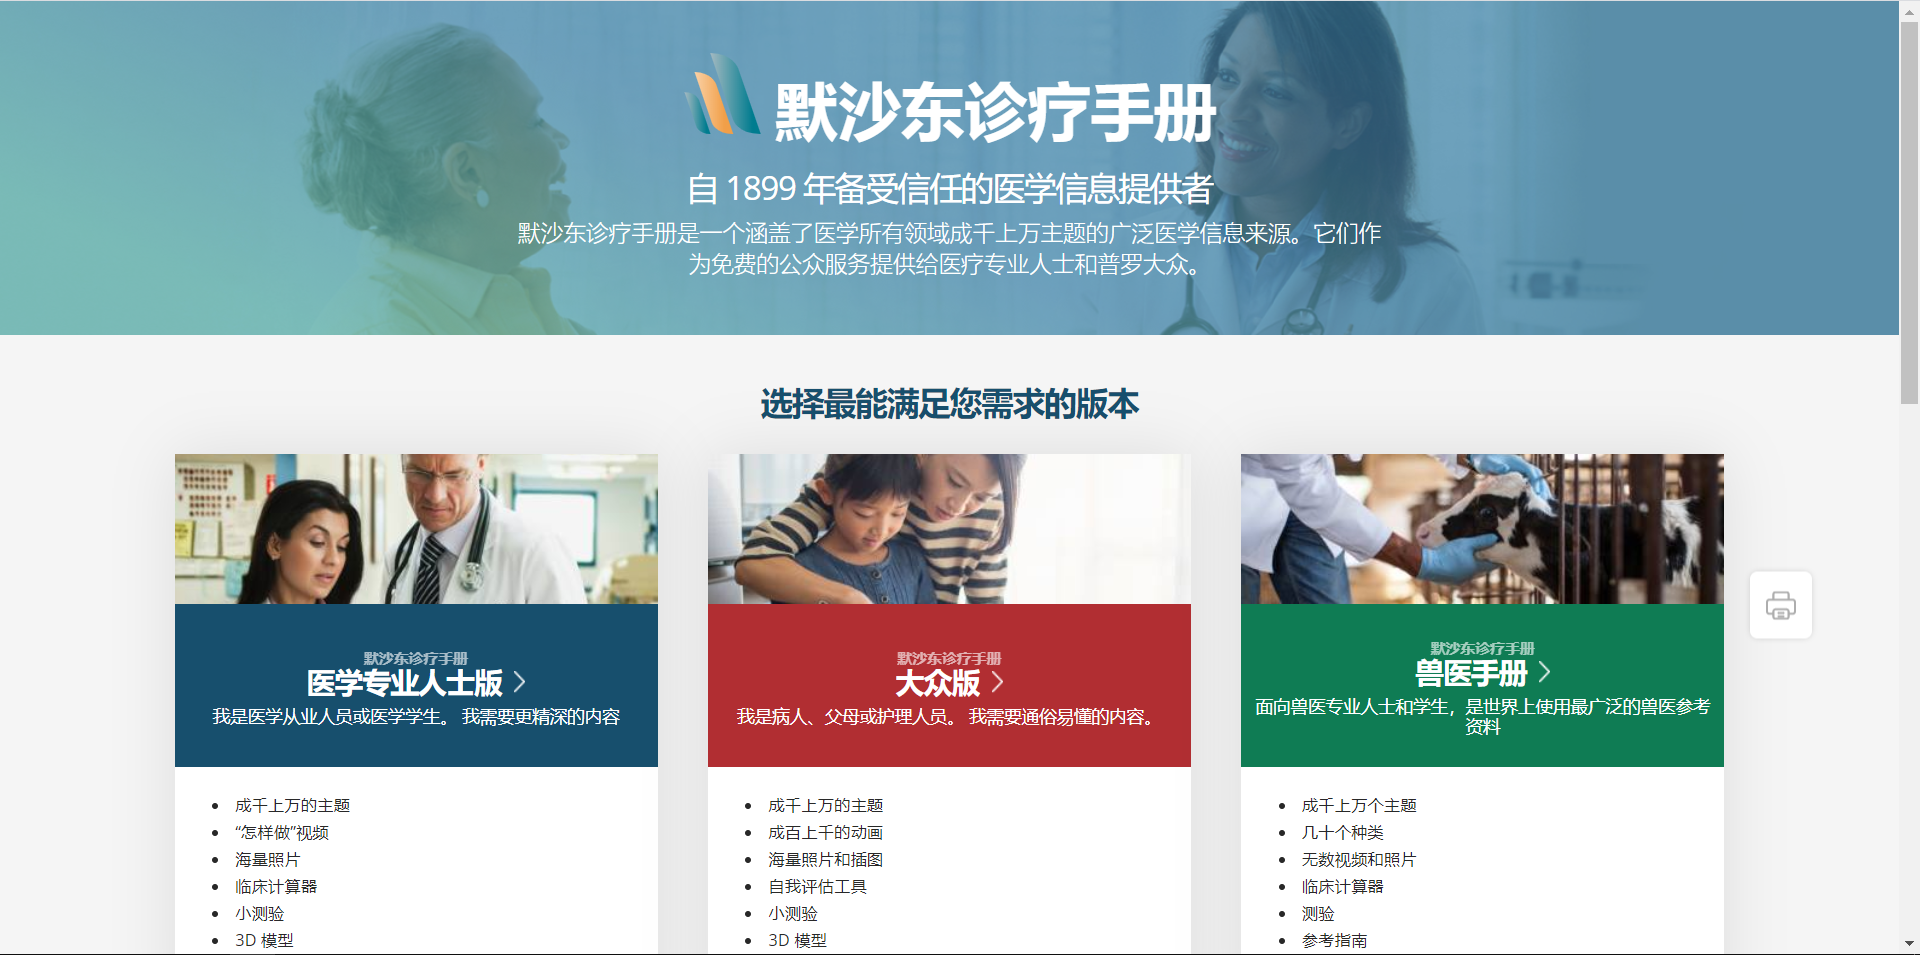 默沙东诊疗手册
自 1899 年备受信任的医学信息提供者
默沙东诊疗手册是一个涵盖了医学所有领域成千上万主题的广泛医学信息来源。它们作
为免费的公众服务提供给医疗专业人士和普罗大众。
选择最能满足您需求的版本
默沙东诊疗手册
医学专业人士版
我是医学从业人员或医学学生。 我需要更精深的内容
成千上万的主题
“怎样做”视频
海量照片
临床计算器
小测验
3D 模型
默沙东诊疗手册
大众版
我是病人、父母或护理人员。 我需要通俗易懂的内容。
成千上万的主题
成百上千的动画
海量照片和插图
自我评估工具
小测验
3D 模型
默沙东诊疗手册
兽医手册
面向兽医专业人士和学生，是世界上使用最广泛的兽医参考
资料
成千上万个主题
几十个种类
无数视频和照片
临床计算器
测验
参考指南